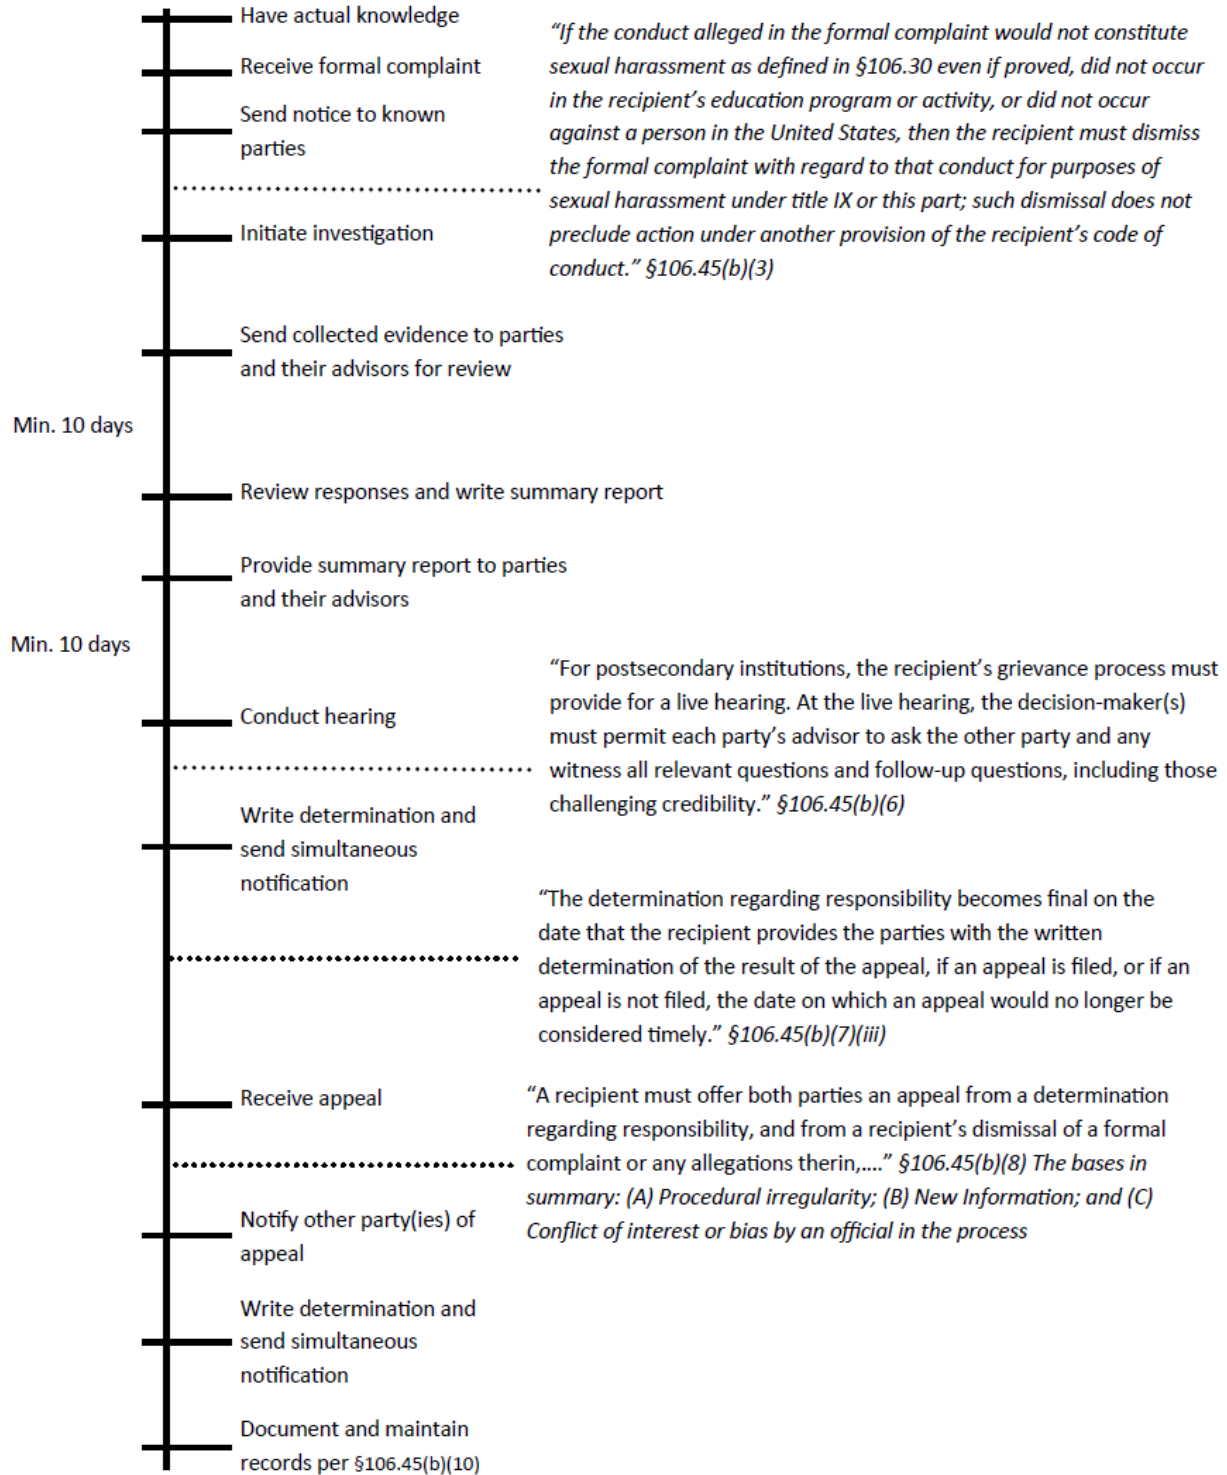 Have actual knowledge
Receive formal complaint
Send notice to known
parties
“If the conduct alleged in the formal complaint would not constitute
sexual harassment as defined in §106.30 even if proved, did not occur
in the recipient’s education program or activity, or did not occur
against a person in the United States, then the recipient must dismiss
the formal complaint with regard to that conduct for purposes of
sexual harassment under title IX or this part; such dismissal does not
preclude action under another provision of the recipient’s code of
conduct.” §106.45(b)(3)
Initiate investigation
Send collected evidence to parties
and their advisors for review
Min. 10 days
Review responses and write summary report
Provide summary report to parties
and their advisors
Min. 10 days
Conduct hearing
“For postsecondary institutions, the recipient’s grievance process must
provide for a live hearing. At the live hearing, the decision-maker(s)
must permit each party’s advisor to ask the other party and any
witness all relevant questions and follow-up questions, including those
challenging credibility.” §106.45(b)(6)
Write determination and
send simultaneous
notification
“The determination regarding responsibility becomes final on the
date that the recipient provides the parties with the written
determination of the result of the appeal, if an appeal is filed, or if an
appeal is not filed, the date on which an appeal would no longer be
considered timely.” §106.45(b)(7)(iii)
Receive appeal
“A recipient must offer both parties an appeal from a determination
regarding responsibility, and from a recipient’s dismissal of a formal
complaint or any allegations therin,....” §106.45(b)(8) The bases in
summary: (A) Procedural irregularity; (B) New Information; and (C)
Conflict of interest or bias by an official in the process
Notify other party(ies) of
appeal
Write determination and
send simultaneous
notification
Document and maintain
records per §106.45(b)(10)